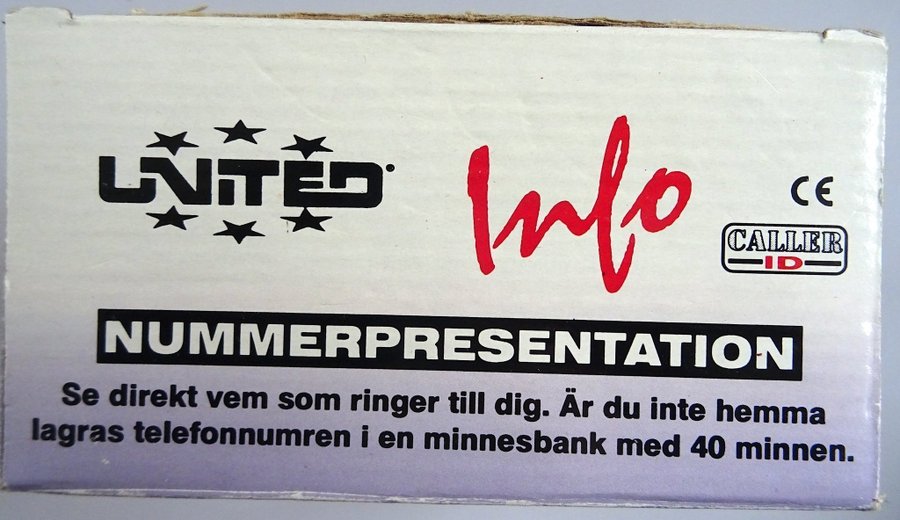 UNITED
Info
CE
CALLER
ID
NUMMERPRESENTATION
Se direkt vem som ringer till dig. Är du inte hemma
lagras telefonnumren i en minnesbank med 40 minnen.